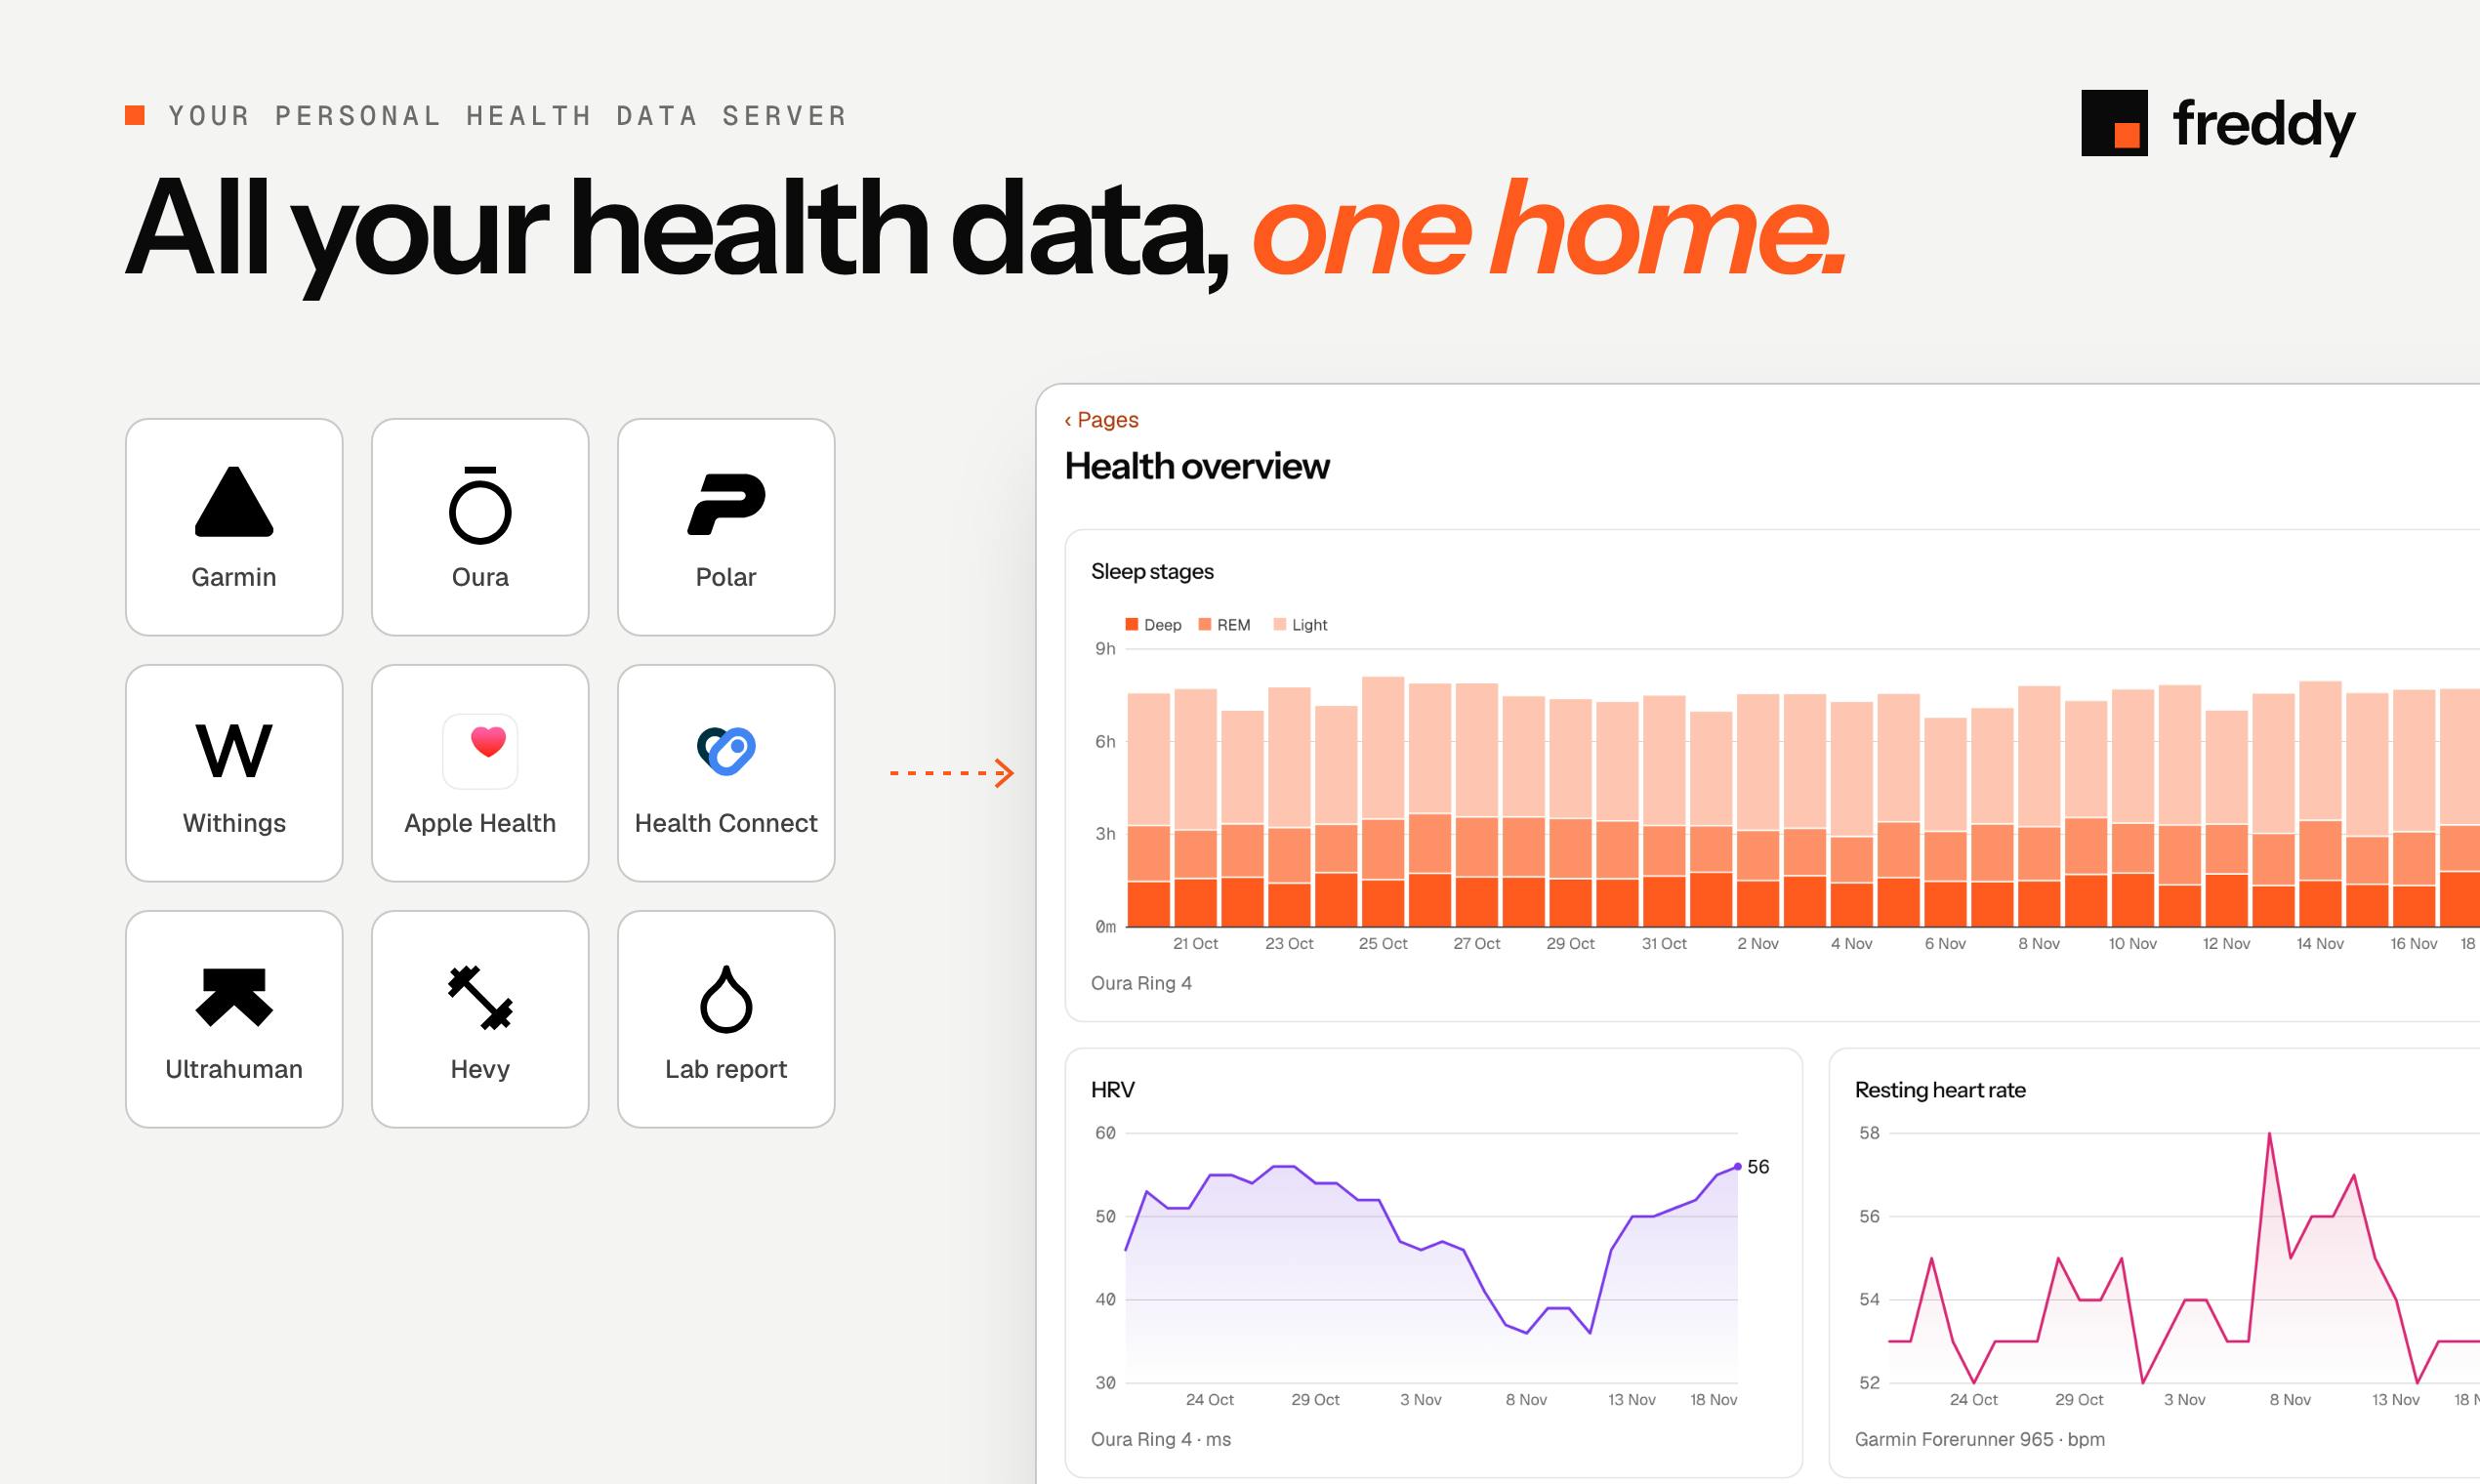 YOUR PERSONAL HEALTH DATA SERVER
freddy
All your health data, one home.
Garmin
Oura
Polar
Withings
Apple Health
Health Connect
Ultrahuman
Hevy
Lab report
‹ Pages
Health overview
Sleep stages
Deep REM Light
9h
6h
3h
0m
21 Oct 23 Oct 25 Oct 27 Oct 29 Oct 31 Oct 2 Nov 4 Nov 6 Nov 8 Nov 10 Nov 12 Nov 14 Nov 16 Nov 18
Oura Ring 4
HRV
60
50
40
30
56
24 Oct 29 Oct 3 Nov 8 Nov 13 Nov 18 Nov
Oura Ring 4 · ms
Resting heart rate
58
56
54
52
24 Oct 29 Oct 3 Nov 8 Nov 13 Nov 18 N
Garmin Forerunner 965 · bpm